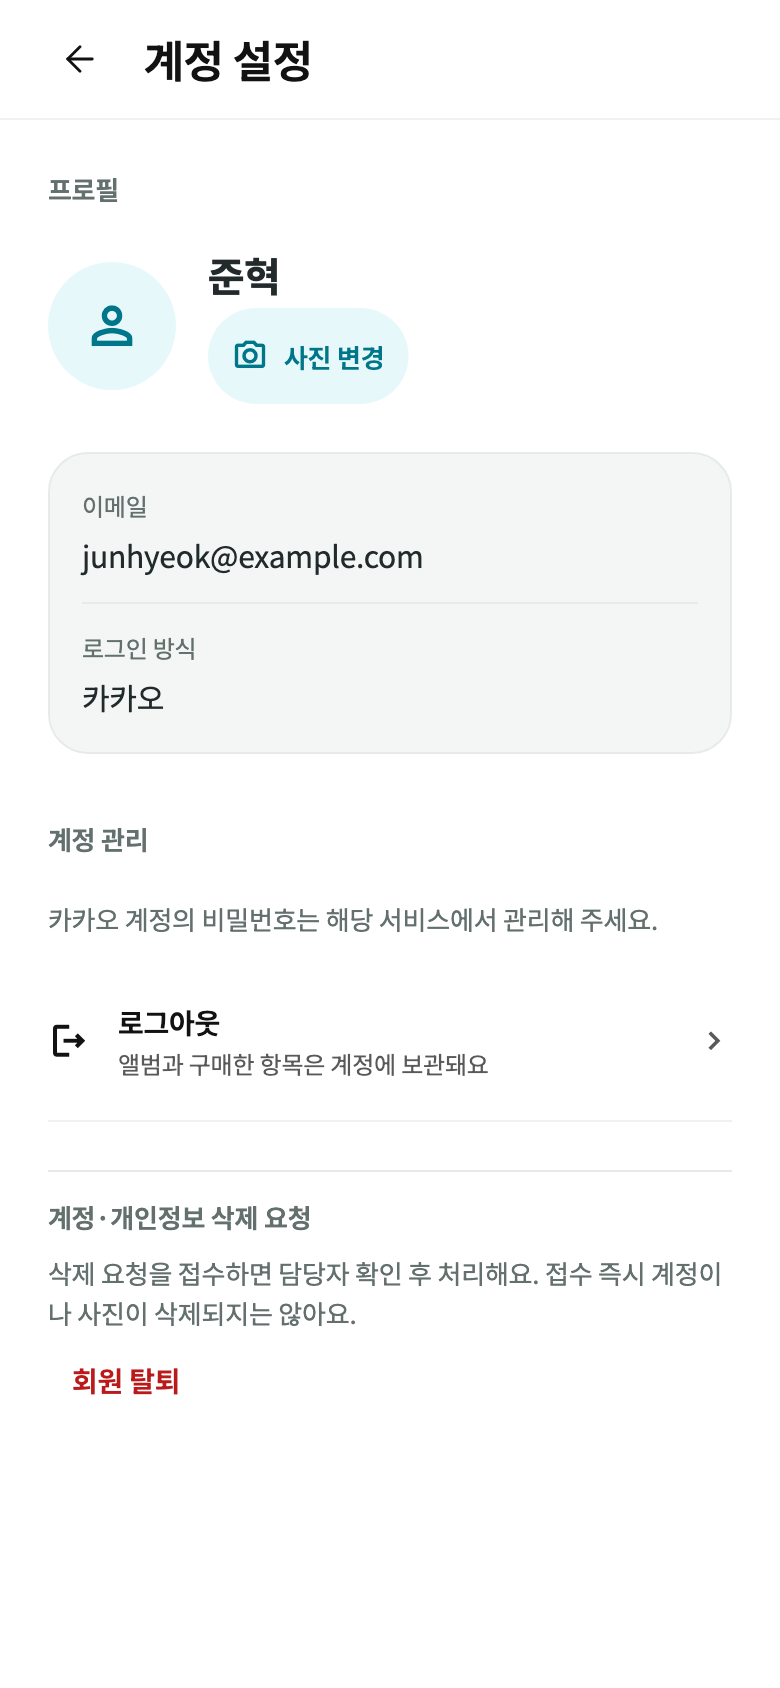 계정 설정
프로필
준혁
사진 변경
이메일
junhyeok@example.com
로그인 방식
카카오
계정 관리
카카오 계정의 비밀번호는 해당 서비스에서 관리해 주세요.
로그아웃
앨범과 구매한 항목은 계정에 보관돼요
계정·개인정보 삭제 요청
삭제 요청을 접수하면 담당자 확인 후 처리해요. 접수 즉시 계정이
나 사진이 삭제되지는 않아요.
회원 탈퇴